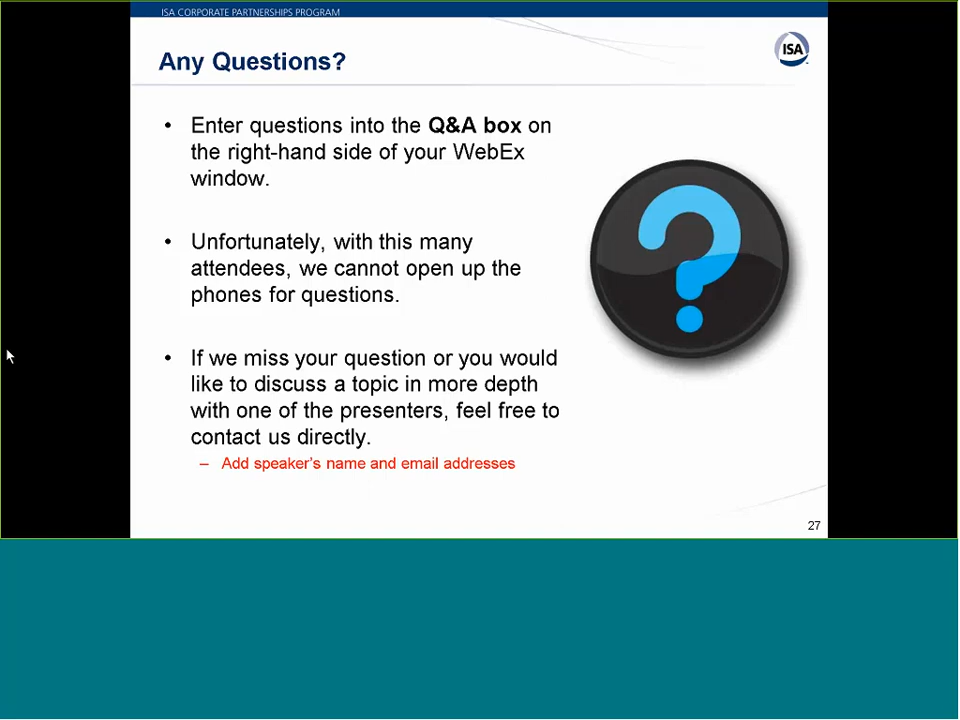 ISA CORPORATE PARTNERSHIPS PROGRAM
Any Questions?
ISA
• Enter questions into the Q&A box on
the right-hand side of your WebEx
window.
• Unfortunately, with this many
attendees, we cannot open up the
phones for questions.
• If we miss your question or you would
like to discuss a topic in more depth
with one of the presenters, feel free to
contact us directly.
– Add speaker’s name and email addresses
?
27